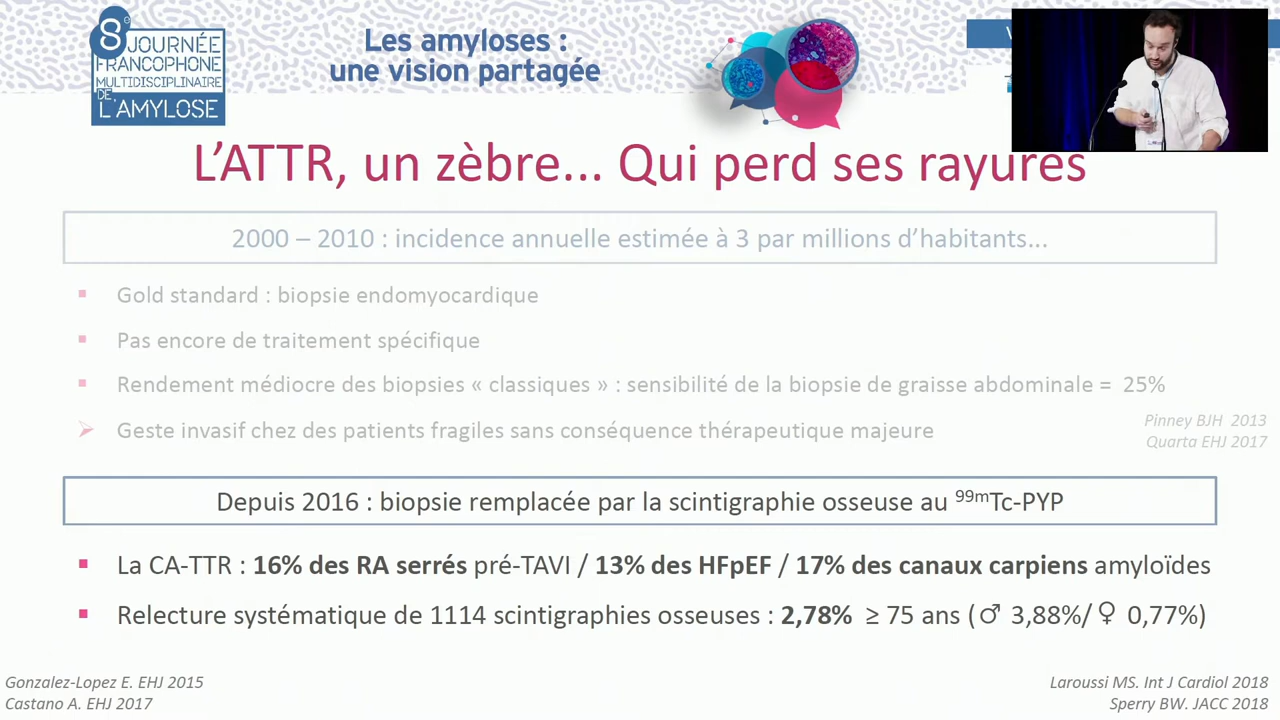 8e JOURNÉE
FRANCOPHONE
MULTIDISCIPLINAIRE
DE L'AMYLOSE
Les amyloses :
une vision partagée
L'ATTR, un zèbre... Qui perd ses rayures
2000 – 2010 : incidence annuelle estimée à 3 par millions d'habitants...
▪ Gold standard : biopsie endomyocardique
▪ Pas encore de traitement spécifique
▪ Rendement médiocre des biopsies « classiques » : sensibilité de la biopsie de graisse abdominale = 25%
➢ Geste invasif chez des patients fragiles sans conséquence thérapeutique majeure
Pinney BJH 2013
Quarta EHJ 2017
Depuis 2016 : biopsie remplacée par la scintigraphie osseuse au ⁹⁹ᵐTc-PYP
▪ La CA-TTR : 16% des RA serrés pré-TAVI / 13% des HFpEF / 17% des canaux carpiens amyloïdes
▪ Relecture systématique de 1114 scintigraphies osseuses : 2,78% ≥ 75 ans (♂ 3,88%/♀ 0,77%)
Gonzalez-Lopez E. EHJ 2015
Castano A. EHJ 2017
Laroussi MS. Int J Cardiol 2018
Sperry BW. JACC 2018